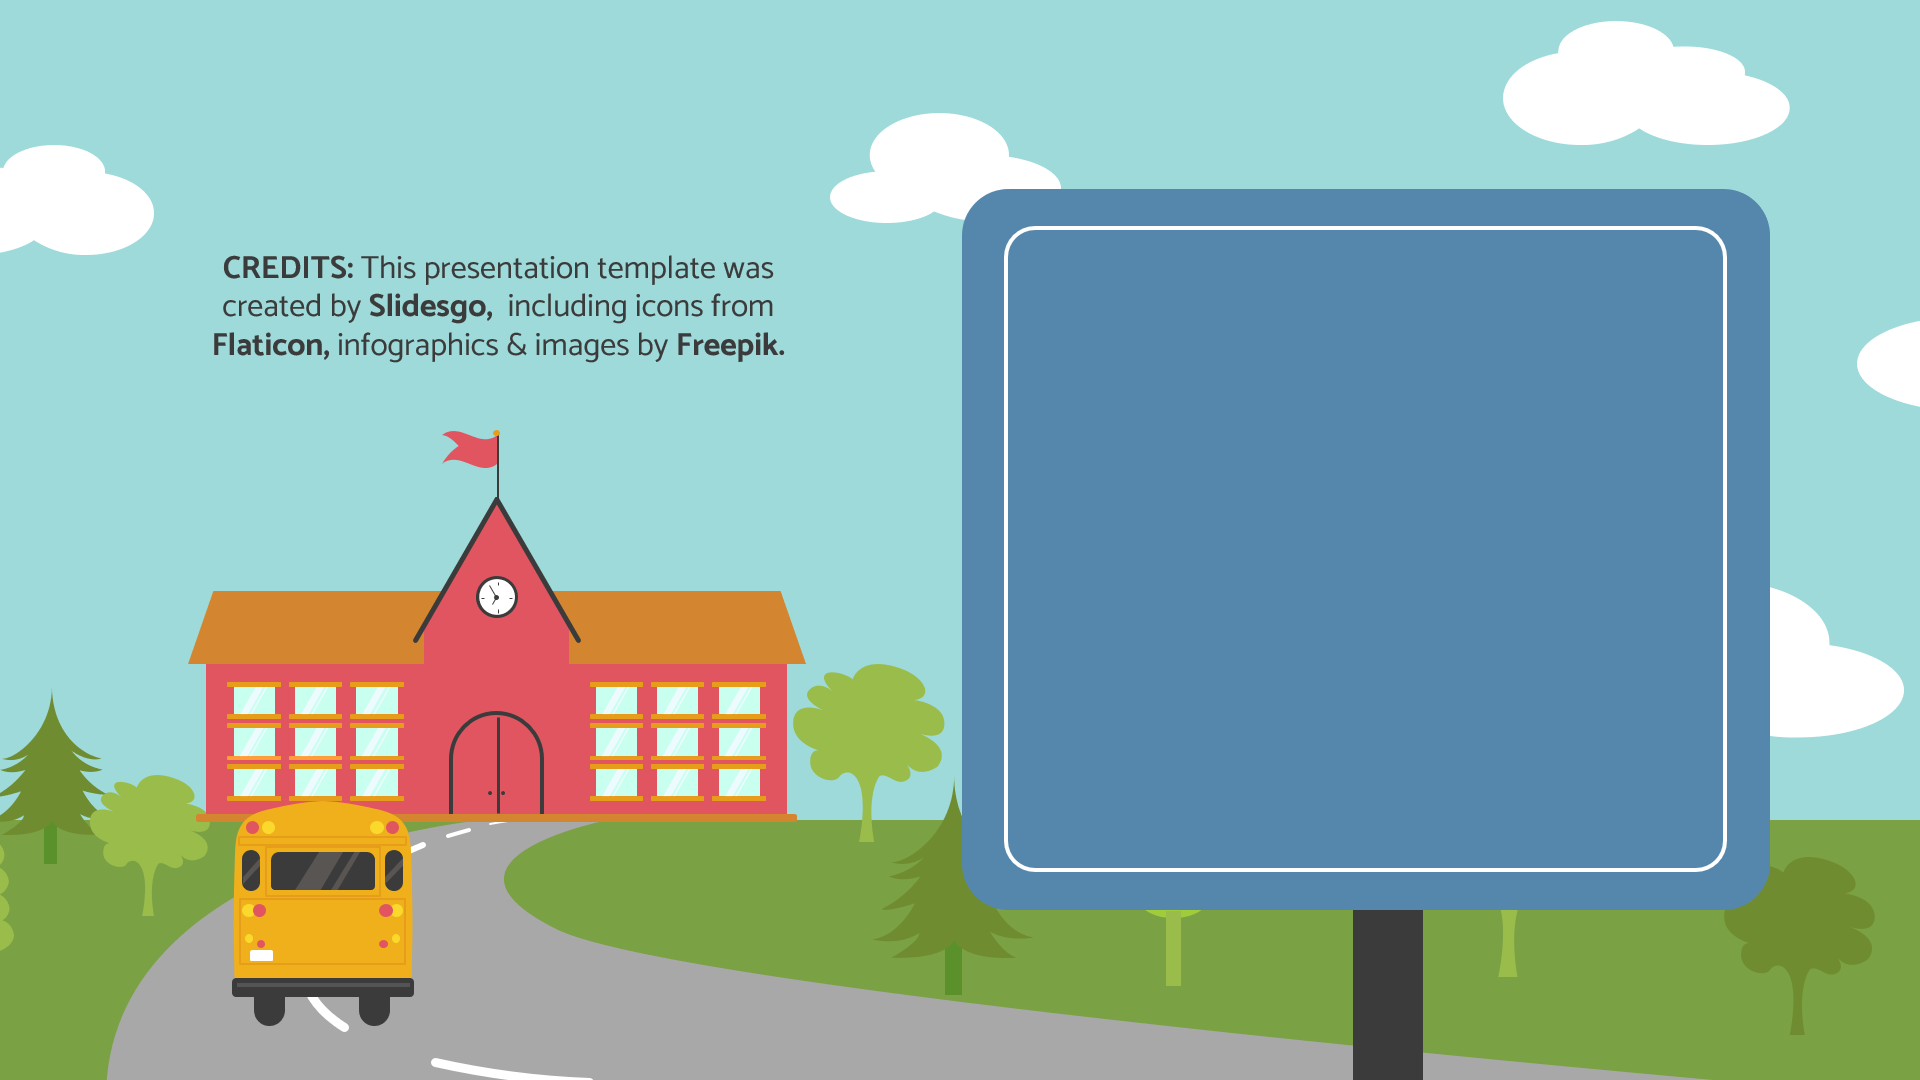 CREDITS: This presentation template was
created by Slidesgo, including icons from
Flaticon, infographics & images by Freepik.